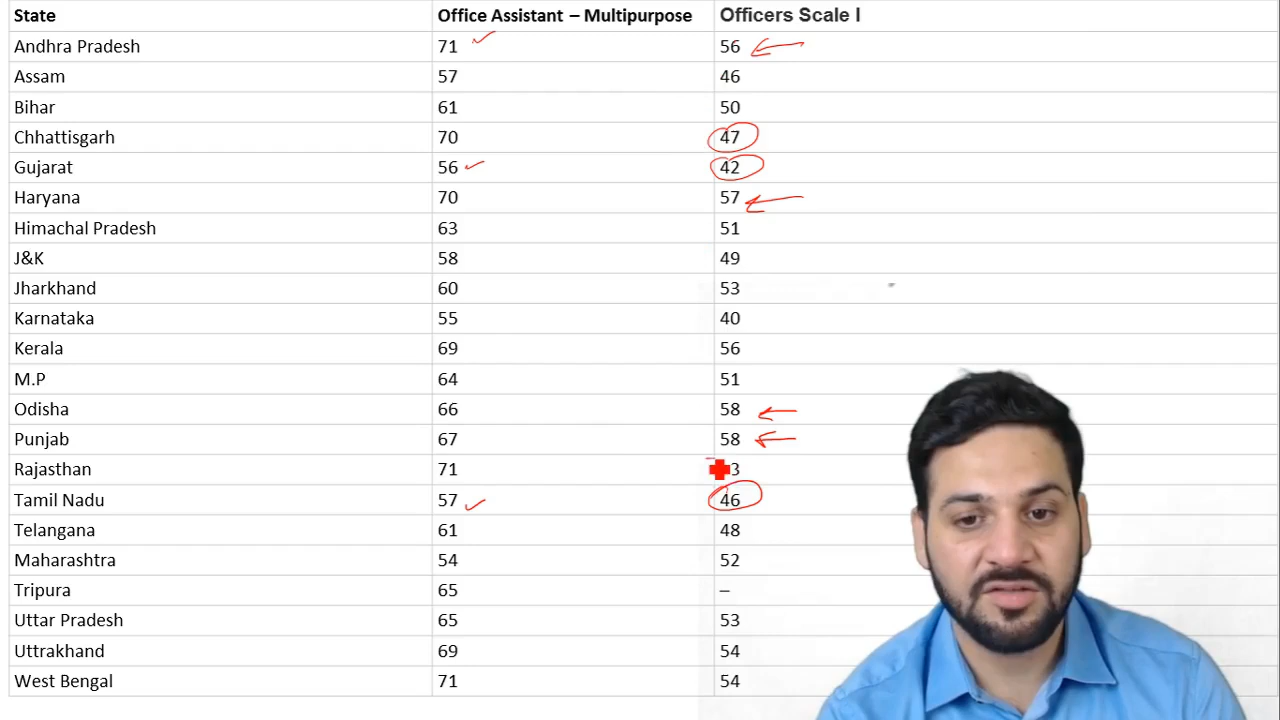 State Office Assistant – Multipurpose Officers Scale I
Andhra Pradesh 71 56
Assam 57 46
Bihar 61 50
Chhattisgarh 70 47
Gujarat 56 42
Haryana 70 57
Himachal Pradesh 63 51
J&K 58 49
Jharkhand 60 53
Karnataka 55 40
Kerala 69 56
M.P 64 51
Odisha 66 58
Punjab 67 58
Rajasthan 71
Tamil Nadu 57 46
Telangana 61 48
Maharashtra 54 52
Tripura 65 –
Uttar Pradesh 65 53
Uttrakhand 69 54
West Bengal 71 54